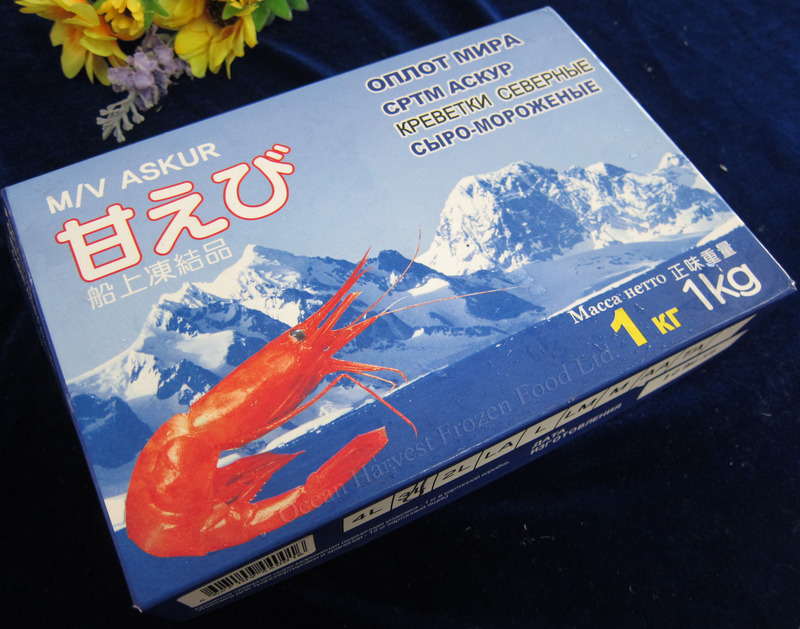 ОПЛОТ МИРА
СРТМ АСКУР
КРЕВЕТКИ СЕВЕРНЫЕ
СЫРО-МОРОЖЕНЫЕ
M/V ASKUR
甘えび
船上凍結品
Масса нетто 正味重量
1 кг 1kg
Ocean Harvest Frozen Food Ltd.
4L 2L LA L LM M
ДАТА
ИЗГОТОВЛЕНИЯ